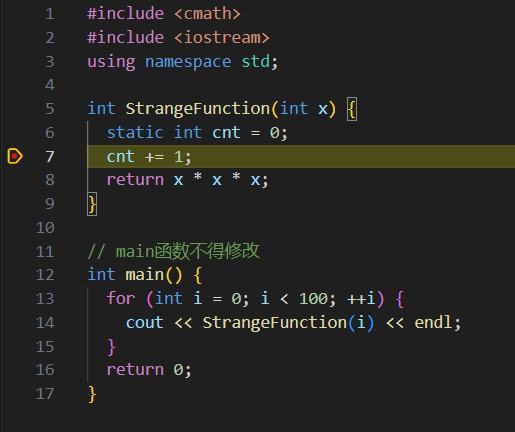 1 #include <cmath>
2 #include <iostream>
3 using namespace std;
4
5 int StrangeFunction(int x) {
6   static int cnt = 0;
7   cnt += 1;
8   return x * x * x;
9 }
10
11 // main函数不得修改
12 int main() {
13   for (int i = 0; i < 100; ++i) {
14     cout << StrangeFunction(i) << endl;
15   }
16   return 0;
17 }